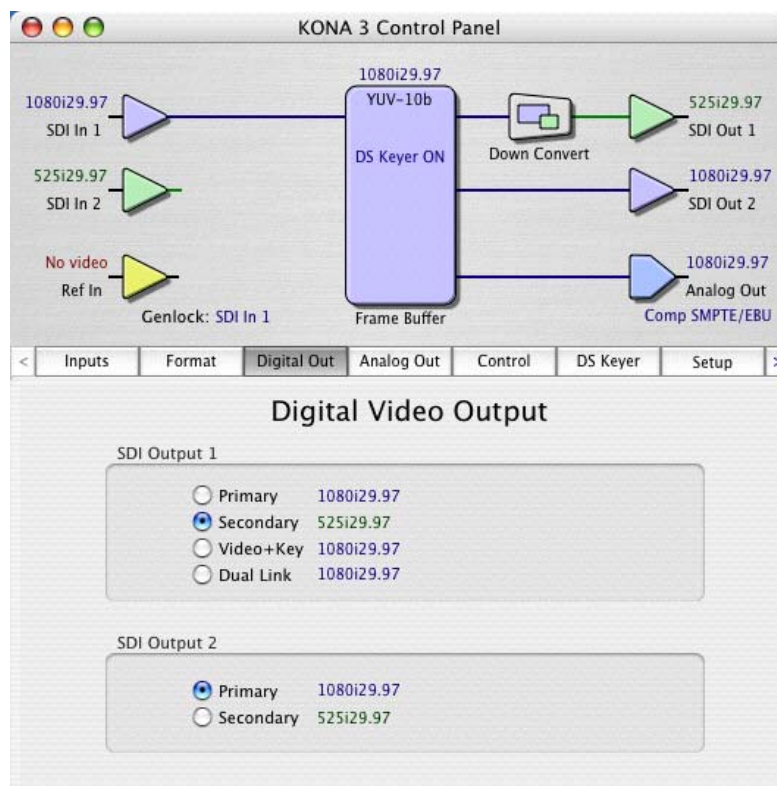 KONA 3 Control Panel
1080i29.97
SDI In 1
525i29.97
SDI In 2
No video
Ref In
Genlock: SDI In 1
1080i29.97
YUV-10b
DS Keyer ON
Frame Buffer
Down Convert
525i29.97
SDI Out 1
1080i29.97
SDI Out 2
1080i29.97
Analog Out
Comp SMPTE/EBU
< Inputs Format Digital Out Analog Out Control DS Keyer Setup >
Digital Video Output
SDI Output 1
Primary 1080i29.97
Secondary 525i29.97
Video+Key 1080i29.97
Dual Link 1080i29.97
SDI Output 2
Primary 1080i29.97
Secondary 525i29.97